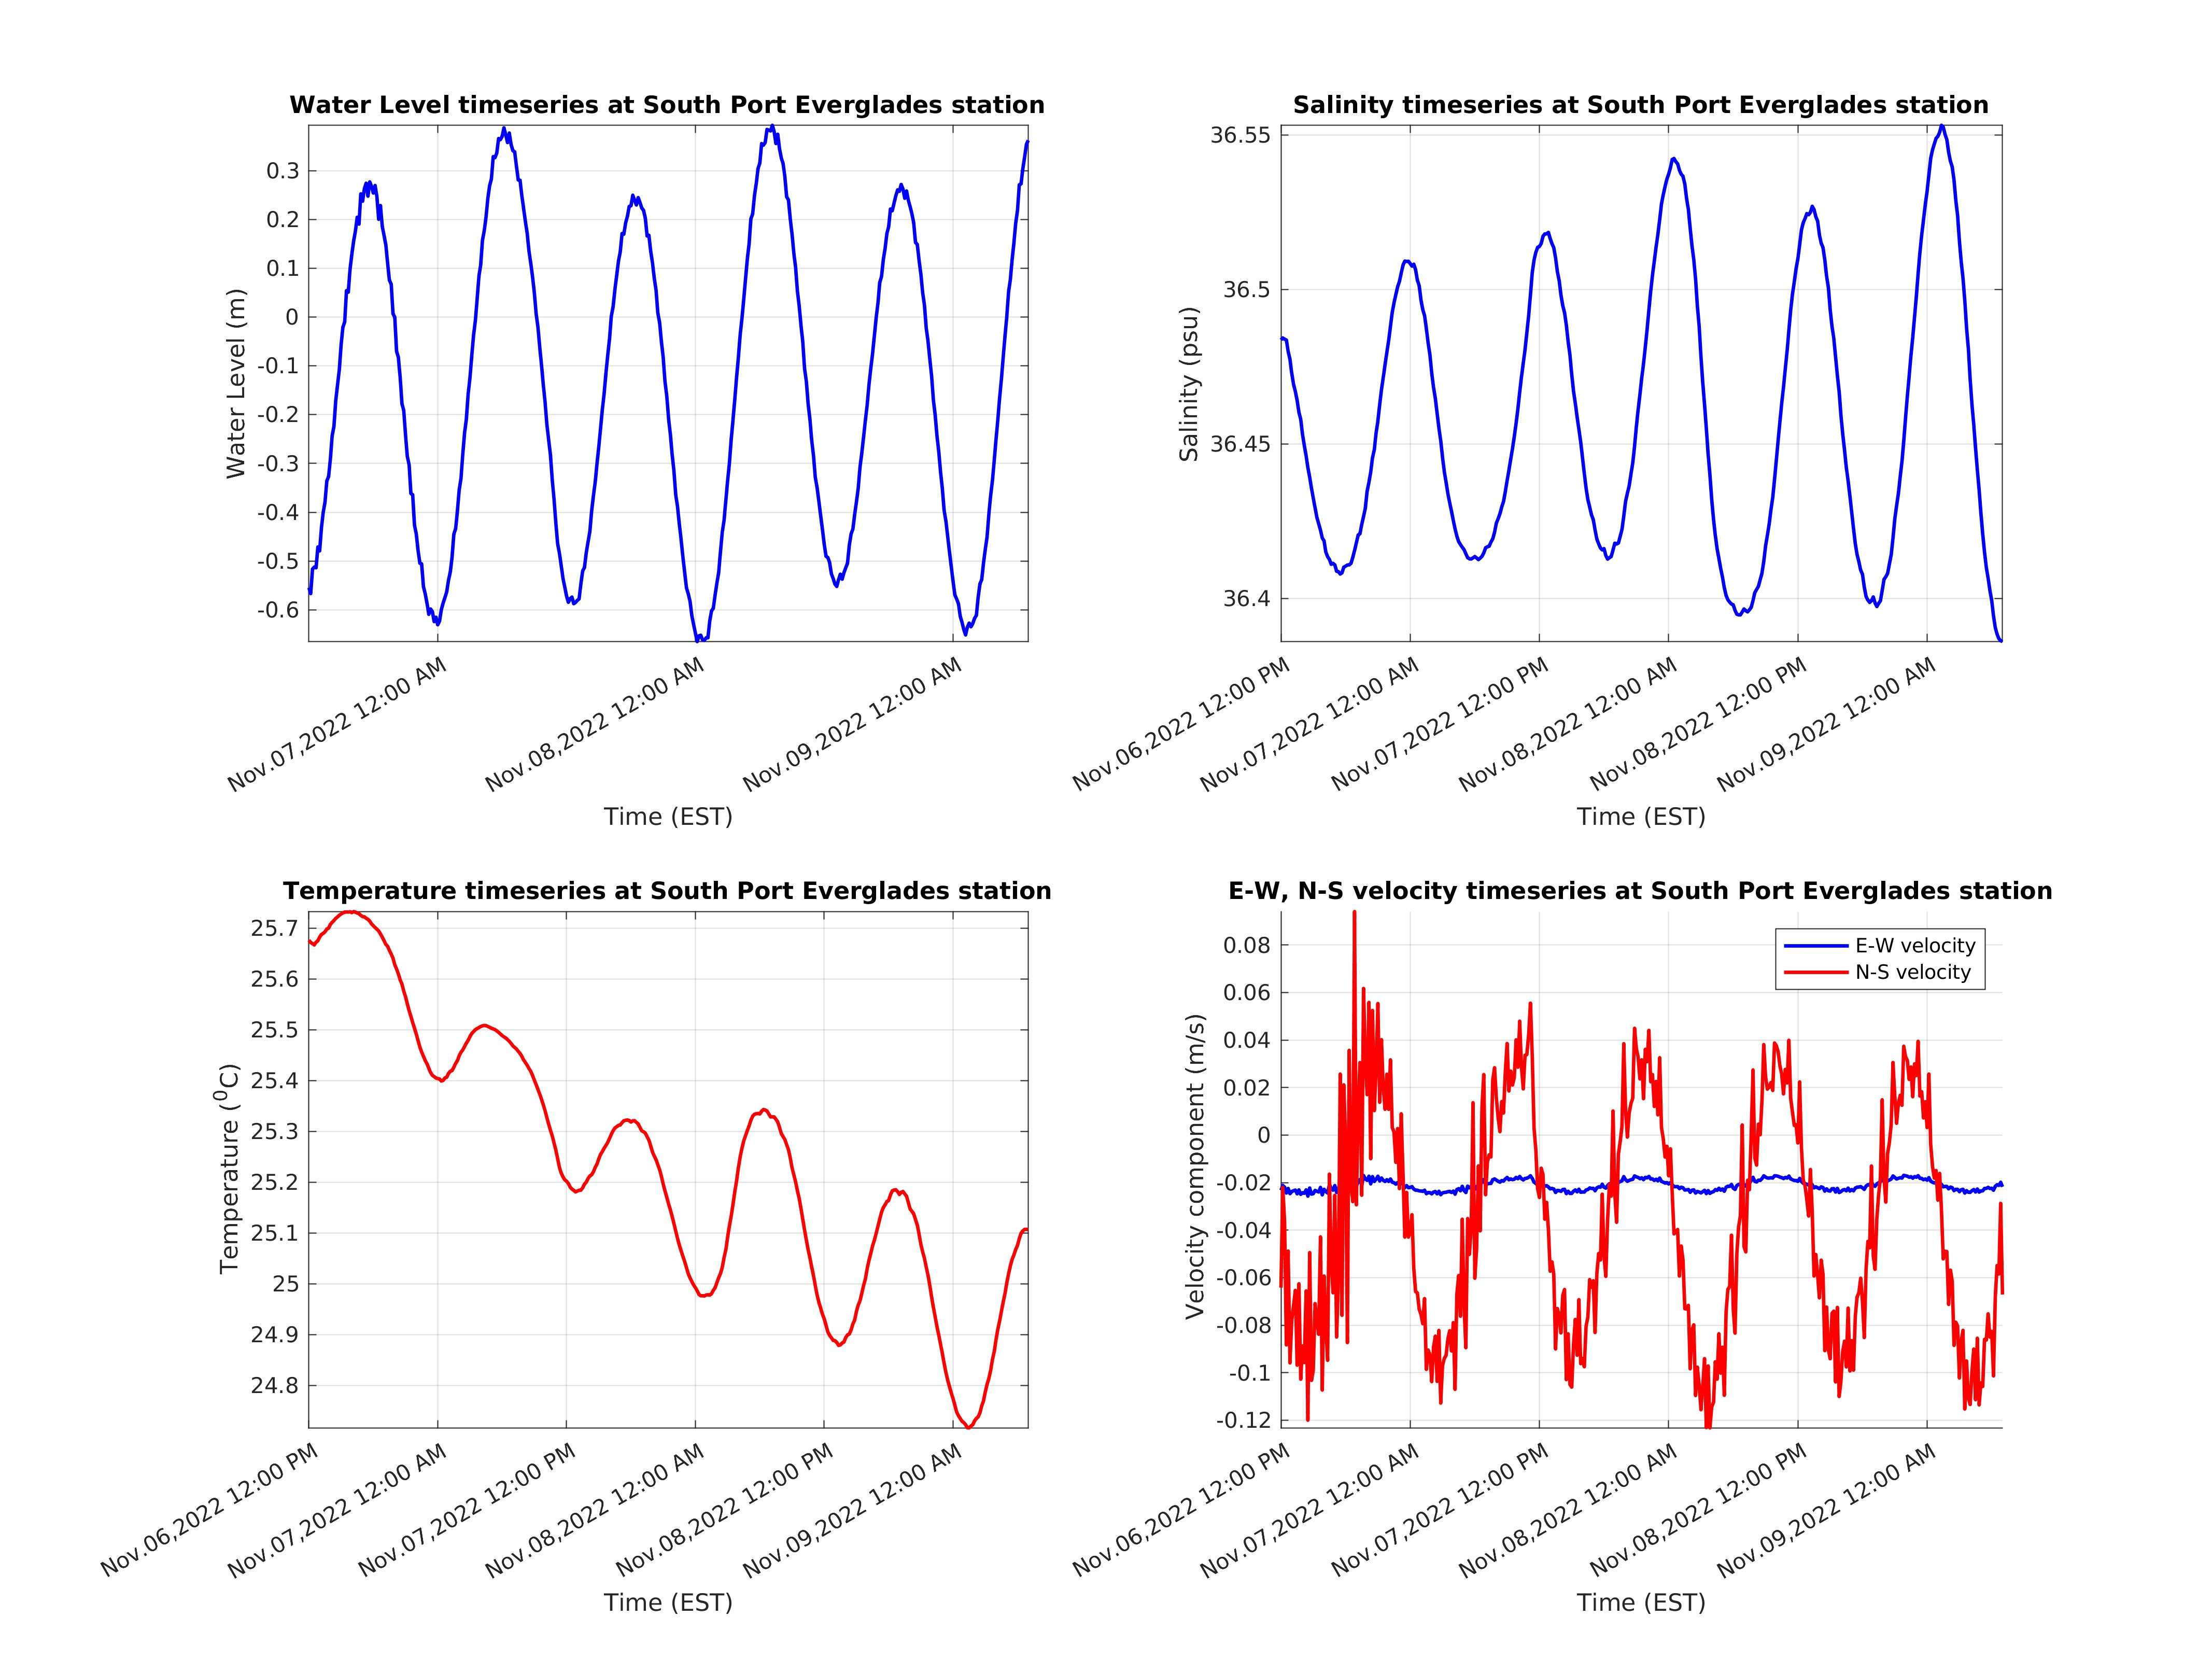 Water Level timeseries at South Port Everglades station
0.3
0.2
0.1
0
-0.1
-0.2
-0.3
-0.4
-0.5
-0.6
Water Level (m)
Nov.07,2022 12:00 AM
Nov.08,2022 12:00 AM
Nov.09,2022 12:00 AM
Time (EST)
Salinity timeseries at South Port Everglades station
36.55
36.5
36.45
36.4
Salinity (psu)
Nov.06,2022 12:00 PM
Nov.07,2022 12:00 AM
Nov.07,2022 12:00 PM
Nov.08,2022 12:00 AM
Nov.08,2022 12:00 PM
Nov.09,2022 12:00 AM
Time (EST)
Temperature timeseries at South Port Everglades station
25.7
25.6
25.5
25.4
25.3
25.2
25.1
25
24.9
24.8
Temperature (⁰C)
Nov.06,2022 12:00 PM
Nov.07,2022 12:00 AM
Nov.07,2022 12:00 PM
Nov.08,2022 12:00 AM
Nov.08,2022 12:00 PM
Nov.09,2022 12:00 AM
Time (EST)
E-W, N-S velocity timeseries at South Port Everglades station
E-W velocity
N-S velocity
0.08
0.06
0.04
0.02
0
-0.02
-0.04
-0.06
-0.08
-0.1
-0.12
Velocity component (m/s)
Nov.06,2022 12:00 PM
Nov.07,2022 12:00 AM
Nov.07,2022 12:00 PM
Nov.08,2022 12:00 AM
Nov.08,2022 12:00 PM
Nov.09,2022 12:00 AM
Time (EST)